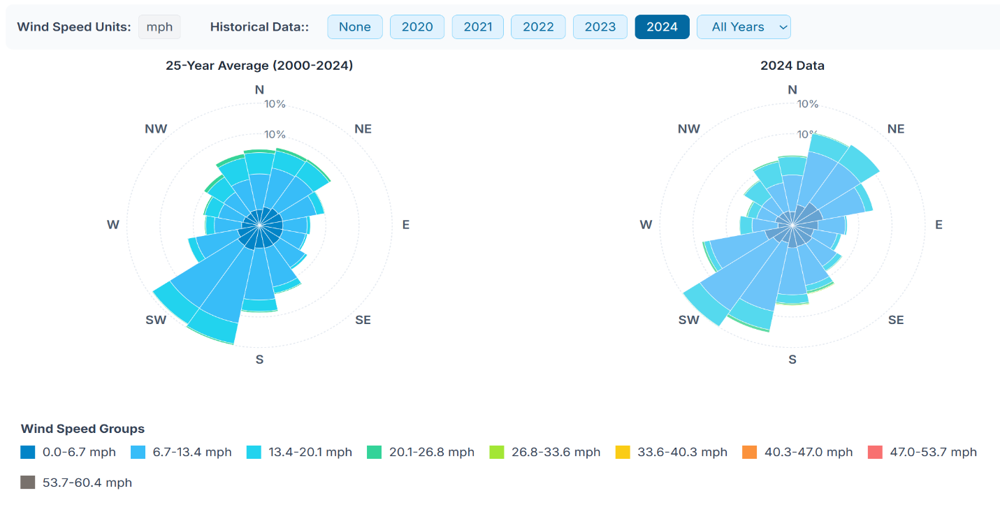 Wind Speed Units: mph Historical Data:: None 2020 2021 2022 2023 2024 All Years
25-Year Average (2000-2024) 2024 Data
N N
10% 10%
NW NE NW NE
10% 10%
W E W E
SW SE SW SE
S S
Wind Speed Groups
0.0-6.7 mph 6.7-13.4 mph 13.4-20.1 mph 20.1-26.8 mph 26.8-33.6 mph 33.6-40.3 mph 40.3-47.0 mph 47.0-53.7 mph
53.7-60.4 mph